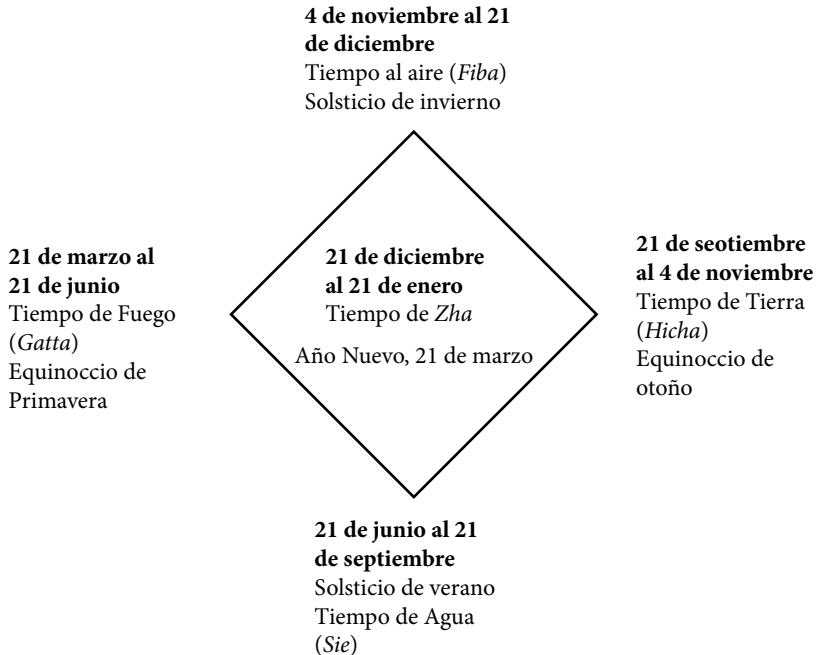 4 de noviembre al 21
de diciembre
Tiempo al aire (Fiba)
Solsticio de invierno
21 de marzo al
21 de junio
Tiempo de Fuego
(Gatta)
Equinoccio de
Primavera
21 de diciembre
al 21 de enero
Tiempo de Zha
Año Nuevo, 21 de marzo
21 de seotiembre
al 4 de noviembre
Tiempo de Tierra
(Hicha)
Equinoccio de
otoño
21 de junio al 21
de septiembre
Solsticio de verano
Tiempo de Agua
(Sie)